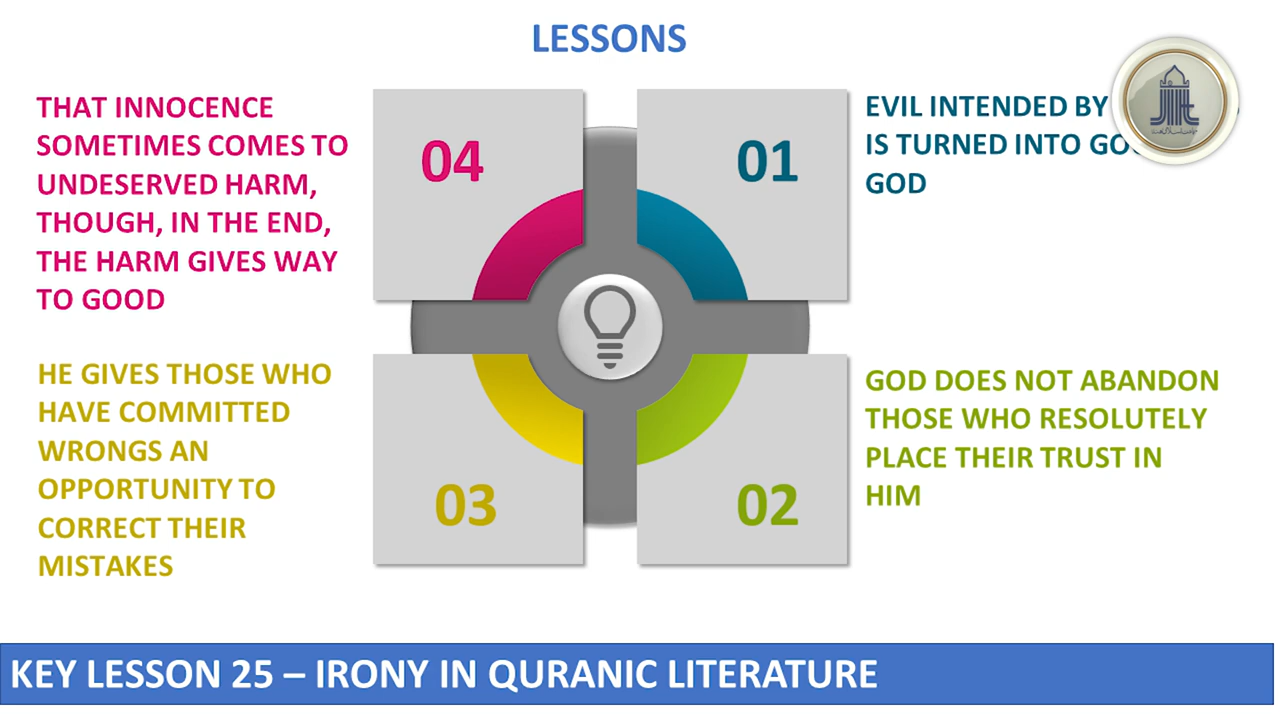 LESSONS
EVIL INTENDED BY
IS TURNED INTO
GOD
01
GOD DOES NOT ABANDON
THOSE WHO RESOLUTELY
PLACE THEIR TRUST IN
HIM
02
HE GIVES THOSE WHO
HAVE COMMITTED
WRONGS AN
OPPORTUNITY TO
CORRECT THEIR
MISTAKES
03
THAT INNOCENCE
SOMETIMES COMES TO
UNDESERVED HARM,
THOUGH, IN THE END,
THE HARM GIVES WAY
TO GOOD
04
KEY LESSON 25 – IRONY IN QURANIC LITERATURE